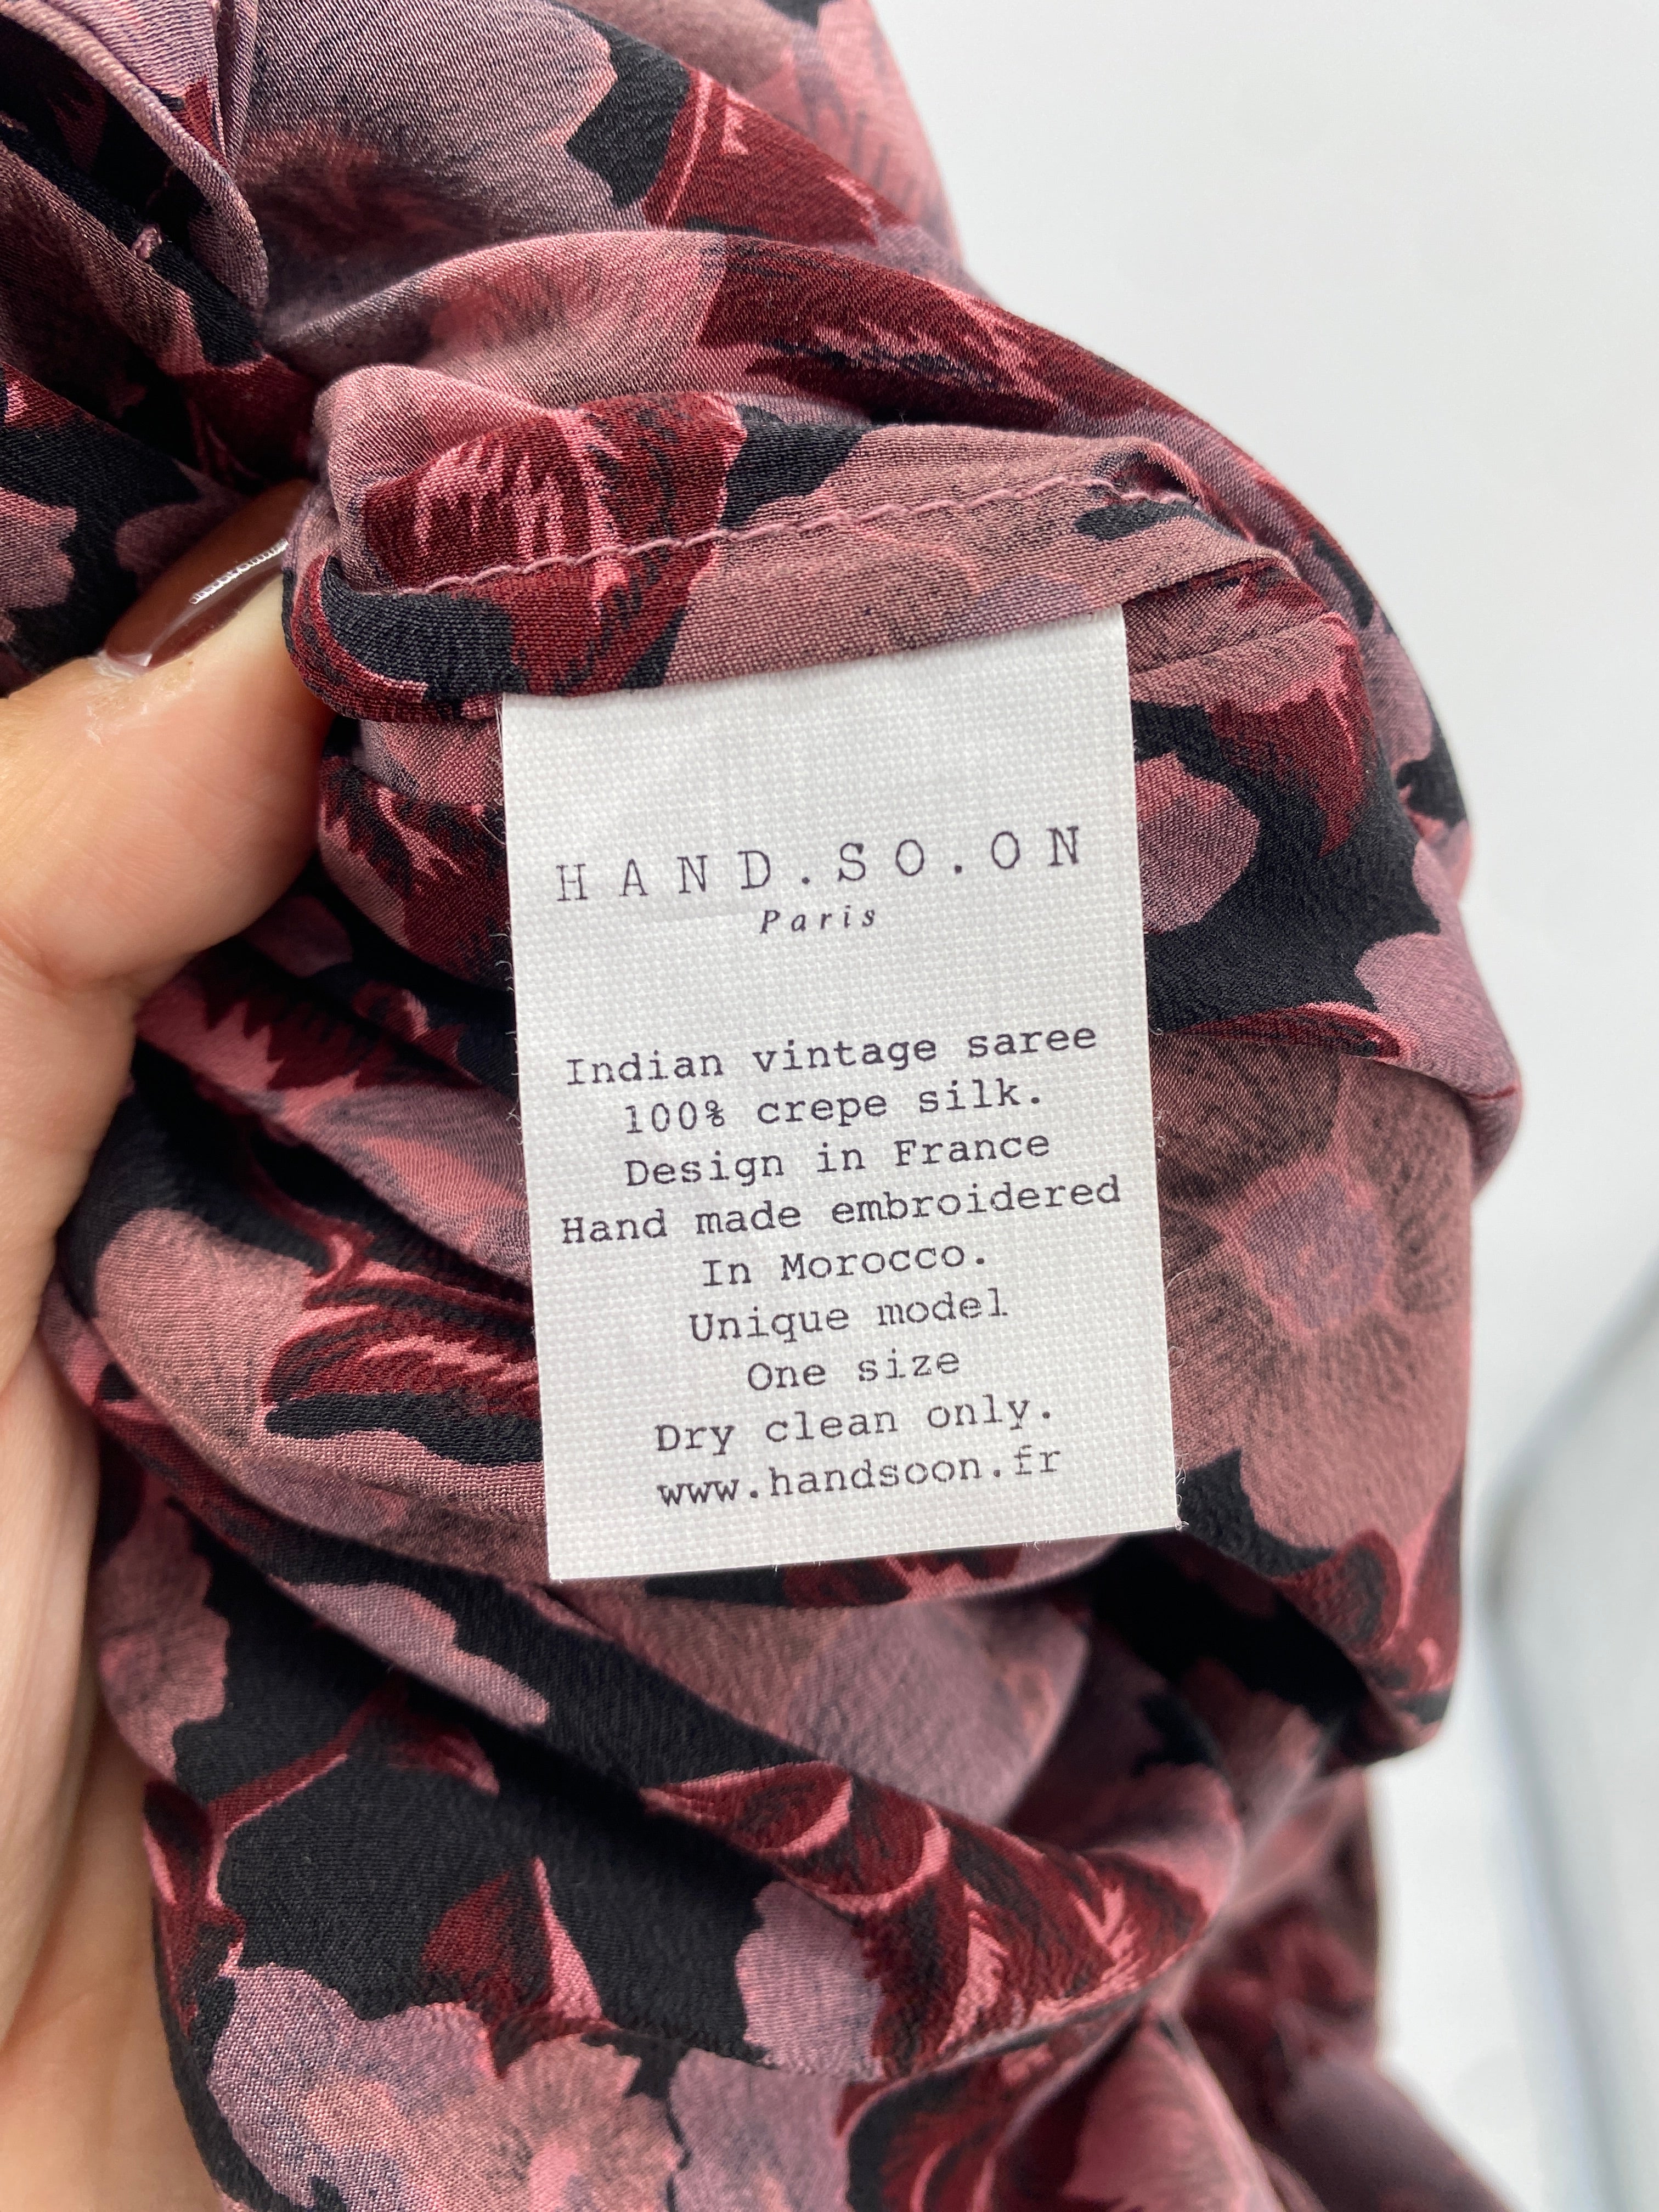 HAND.SO.ON
Paris
Indian vintage saree
100% crepe silk.
Design in France
Hand made embroidered
In Morocco.
Unique model
One size
Dry clean only.
www.handsoon.fr